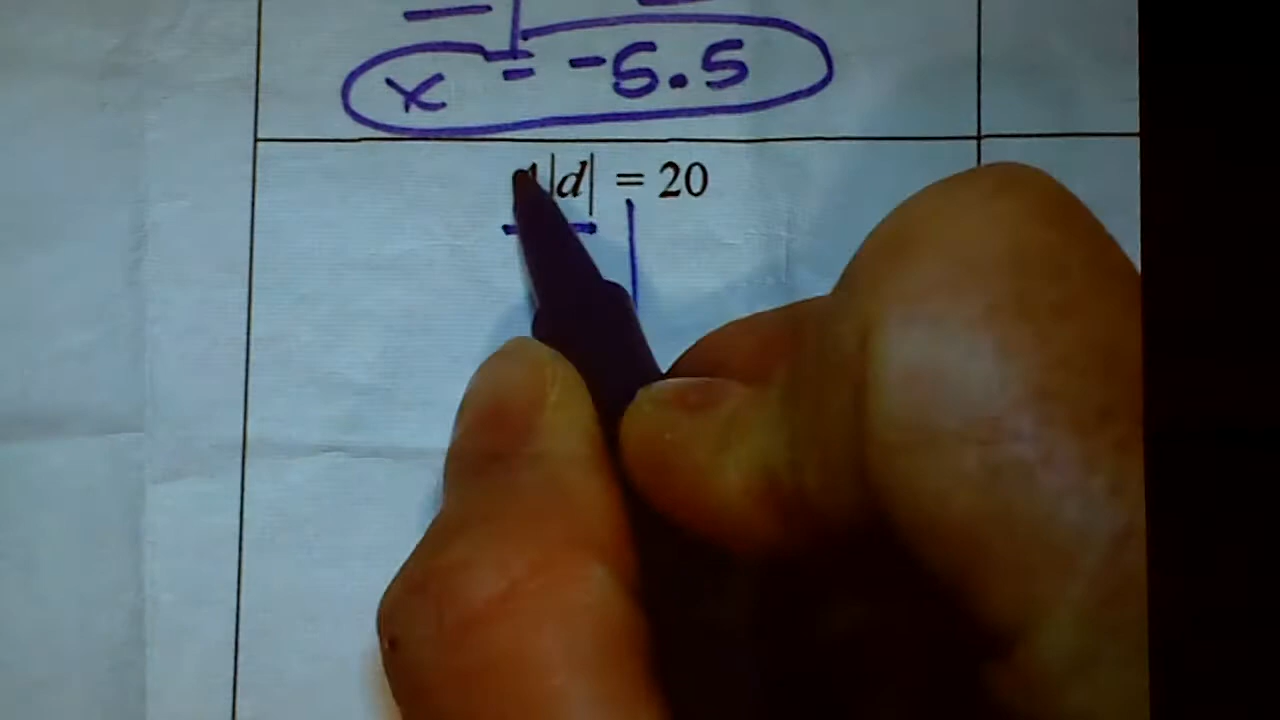 x = -5.5
|d| = 20